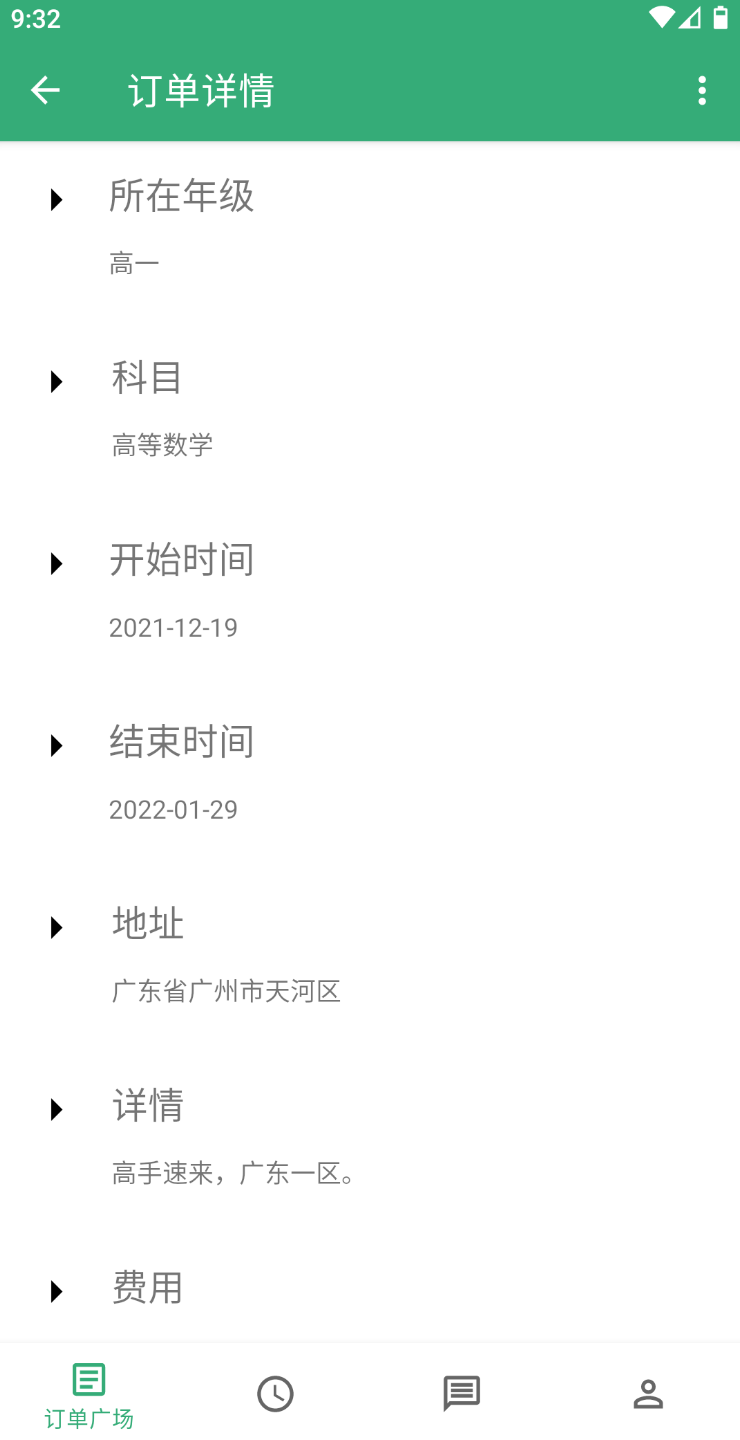 9:32
订单详情
所在年级
高一
科目
高等数学
开始时间
2021-12-19
结束时间
2022-01-29
地址
广东省广州市天河区
详情
高手速来，广东一区。
费用
订单广场